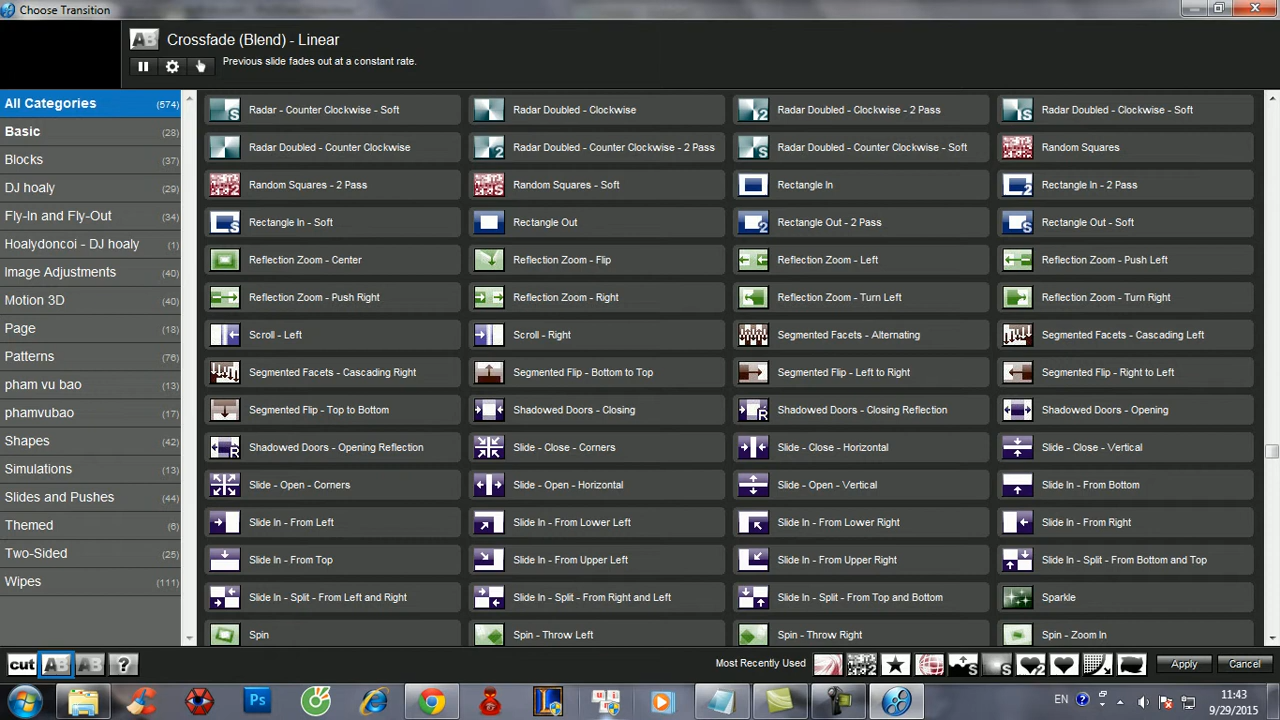 Choose Transition
Crossfade (Blend) - Linear
Previous slide fades out at a constant rate.
All Categories (574)
Basic (28)
Blocks (37)
DJ hoaly (29)
Fly-In and Fly-Out (34)
Hoalydoncoi - DJ hoaly (1)
Image Adjustments (40)
Motion 3D (40)
Page (18)
Patterns (76)
pham vu bao (13)
phamvubao (17)
Shapes (42)
Simulations (13)
Slides and Pushes (44)
Themed (6)
Two-Sided (25)
Wipes (111)
Radar - Counter Clockwise - Soft
Radar Doubled - Clockwise
Radar Doubled - Clockwise - 2 Pass
Radar Doubled - Clockwise - Soft
Radar Doubled - Counter Clockwise
Radar Doubled - Counter Clockwise - 2 Pass
Radar Doubled - Counter Clockwise - Soft
Random Squares
Random Squares - 2 Pass
Random Squares - Soft
Rectangle In
Rectangle In - 2 Pass
Rectangle In - Soft
Rectangle Out
Rectangle Out - 2 Pass
Rectangle Out - Soft
Reflection Zoom - Center
Reflection Zoom - Flip
Reflection Zoom - Left
Reflection Zoom - Push Left
Reflection Zoom - Push Right
Reflection Zoom - Right
Reflection Zoom - Turn Left
Reflection Zoom - Turn Right
Scroll - Left
Scroll - Right
Segmented Facets - Alternating
Segmented Facets - Cascading Left
Segmented Facets - Cascading Right
Segmented Flip - Bottom to Top
Segmented Flip - Left to Right
Segmented Flip - Right to Left
Segmented Flip - Top to Bottom
Shadowed Doors - Closing
Shadowed Doors - Closing Reflection
Shadowed Doors - Opening
Shadowed Doors - Opening Reflection
Slide - Close - Corners
Slide - Close - Horizontal
Slide - Close - Vertical
Slide - Open - Corners
Slide - Open - Horizontal
Slide - Open - Vertical
Slide In - From Bottom
Slide In - From Left
Slide In - From Lower Left
Slide In - From Lower Right
Slide In - From Right
Slide In - From Top
Slide In - From Upper Left
Slide In - From Upper Right
Slide In - Split - From Bottom and Top
Slide In - Split - From Left and Right
Slide In - Split - From Right and Left
Slide In - Split - From Top and Bottom
Sparkle
Spin
Spin - Throw Left
Spin - Throw Right
Spin - Zoom In
cut AB AB ?
Most Recently Used
Apply
Cancel
Ps
EN
11:43
9/29/2015